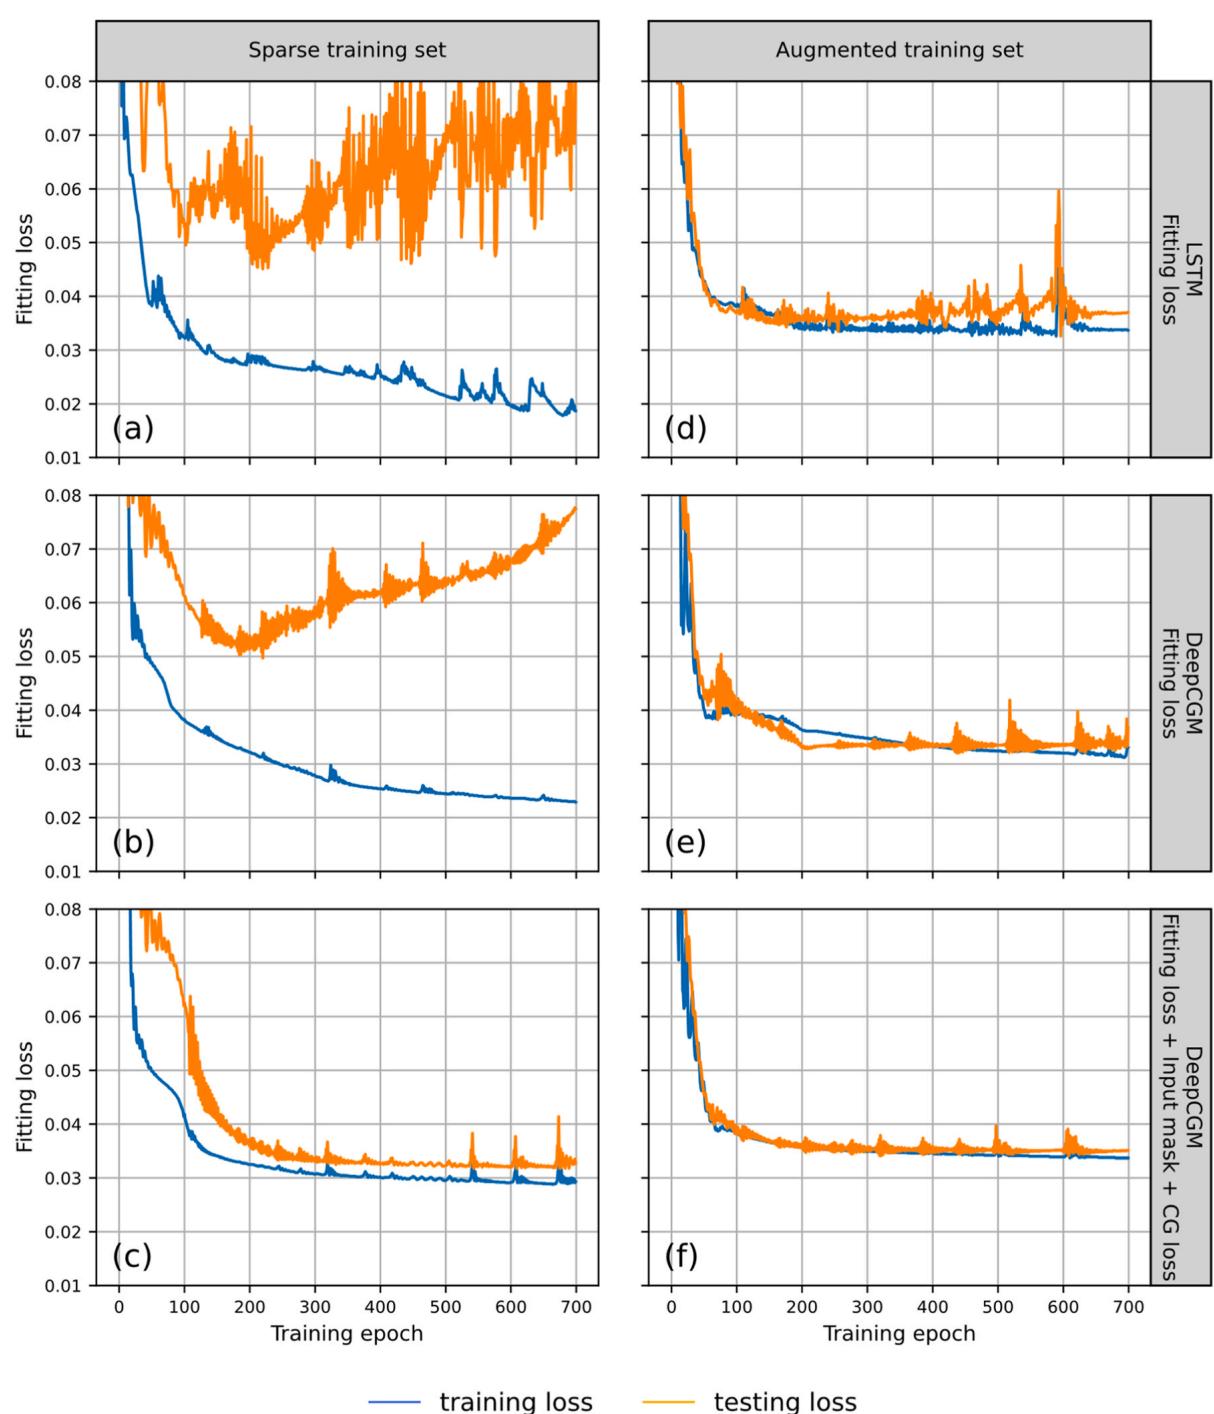 Sparse training set
Augmented training set
0.08
0.07
0.06
0.05
0.04
0.03
0.02
0.01
Fitting loss
(a)
(d)
LSTM
Fitting loss
0.08
0.07
0.06
0.05
0.04
0.03
0.02
0.01
Fitting loss
(b)
(e)
DeepCGM
Fitting loss
0.08
0.07
0.06
0.05
0.04
0.03
0.02
0.01
Fitting loss
(c)
(f)
DeepCGM
Fitting loss + Input mask + CG loss
0 100 200 300 400 500 600 700
Training epoch
0 100 200 300 400 500 600 700
Training epoch
training loss
testing loss